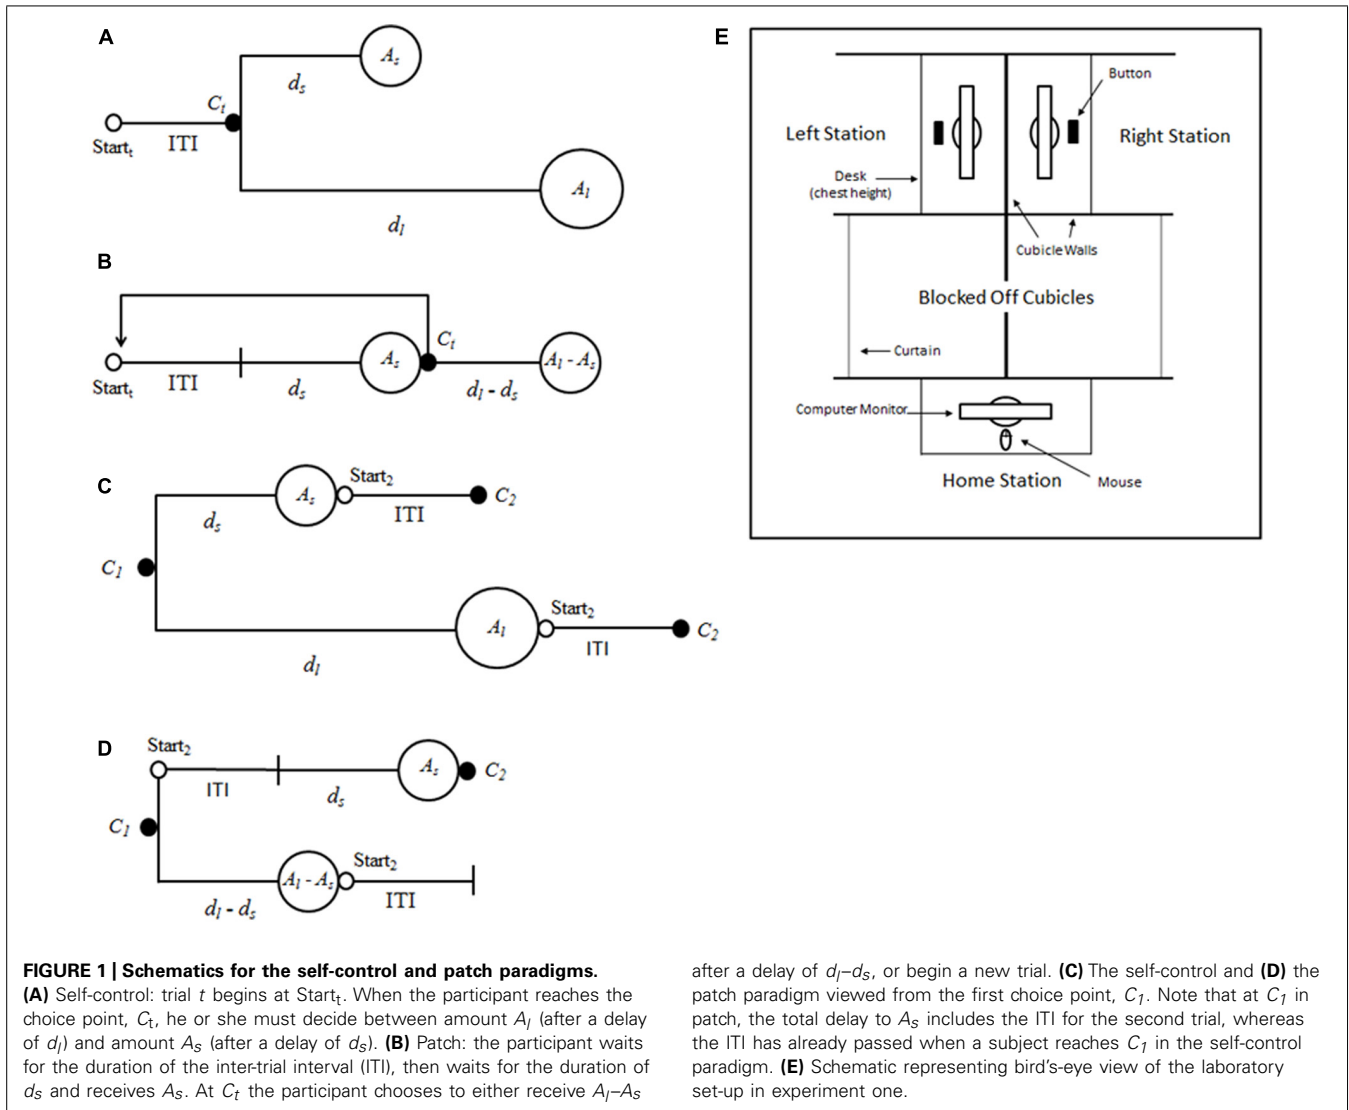 A
A_s
d_s
C_t
Start_t
ITI
A_l
d_l
B
C_t
A_s
A_l - A_s
Start_t
ITI
d_s
d_l - d_s
C
Start_2
A_s
C_2
ITI
d_s
C_1
Start_2
A_l
C_2
ITI
d_l
D
Start_2
A_s
C_2
ITI
d_s
C_1
Start_2
A_l - A_s
ITI
d_l - d_s
E
Button
Left Station
Right Station
Desk
(chest height)
Cubicle Walls
Blocked Off Cubicles
Curtain
Computer Monitor
Home Station
Mouse
FIGURE 1 | Schematics for the self-control and patch paradigms.
(A) Self-control: trial t begins at Start_t. When the participant reaches the
choice point, C_t, he or she must decide between amount A_l (after a delay
of d_l) and amount A_s (after a delay of d_s). (B) Patch: the participant waits
for the duration of the inter-trial interval (ITI), then waits for the duration of
d_s and receives A_s. At C_t the participant chooses to either receive A_l–A_s
after a delay of d_l–d_s, or begin a new trial. (C) The self-control and (D) the
patch paradigm viewed from the first choice point, C_1. Note that at C_1 in
patch, the total delay to A_s includes the ITI for the second trial, whereas
the ITI has already passed when a subject reaches C_1 in the self-control
paradigm. (E) Schematic representing bird's-eye view of the laboratory
set-up in experiment one.